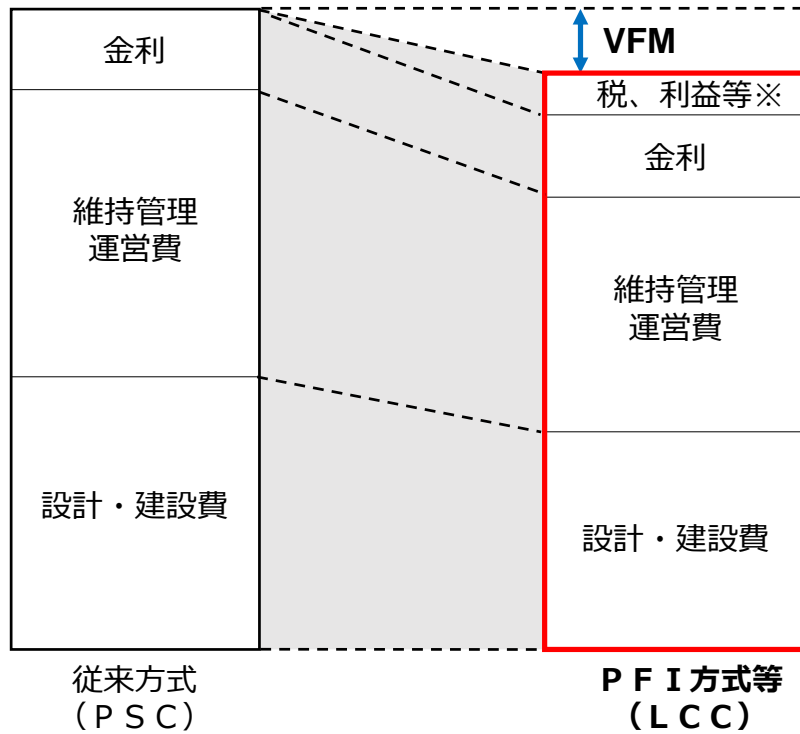 金利
維持管理
運営費
設計・建設費
従来方式
（ＰＳＣ）
VFM
税、利益等※
金利
維持管理
運営費
設計・建設費
ＰＦＩ方式等
（ＬＣＣ）